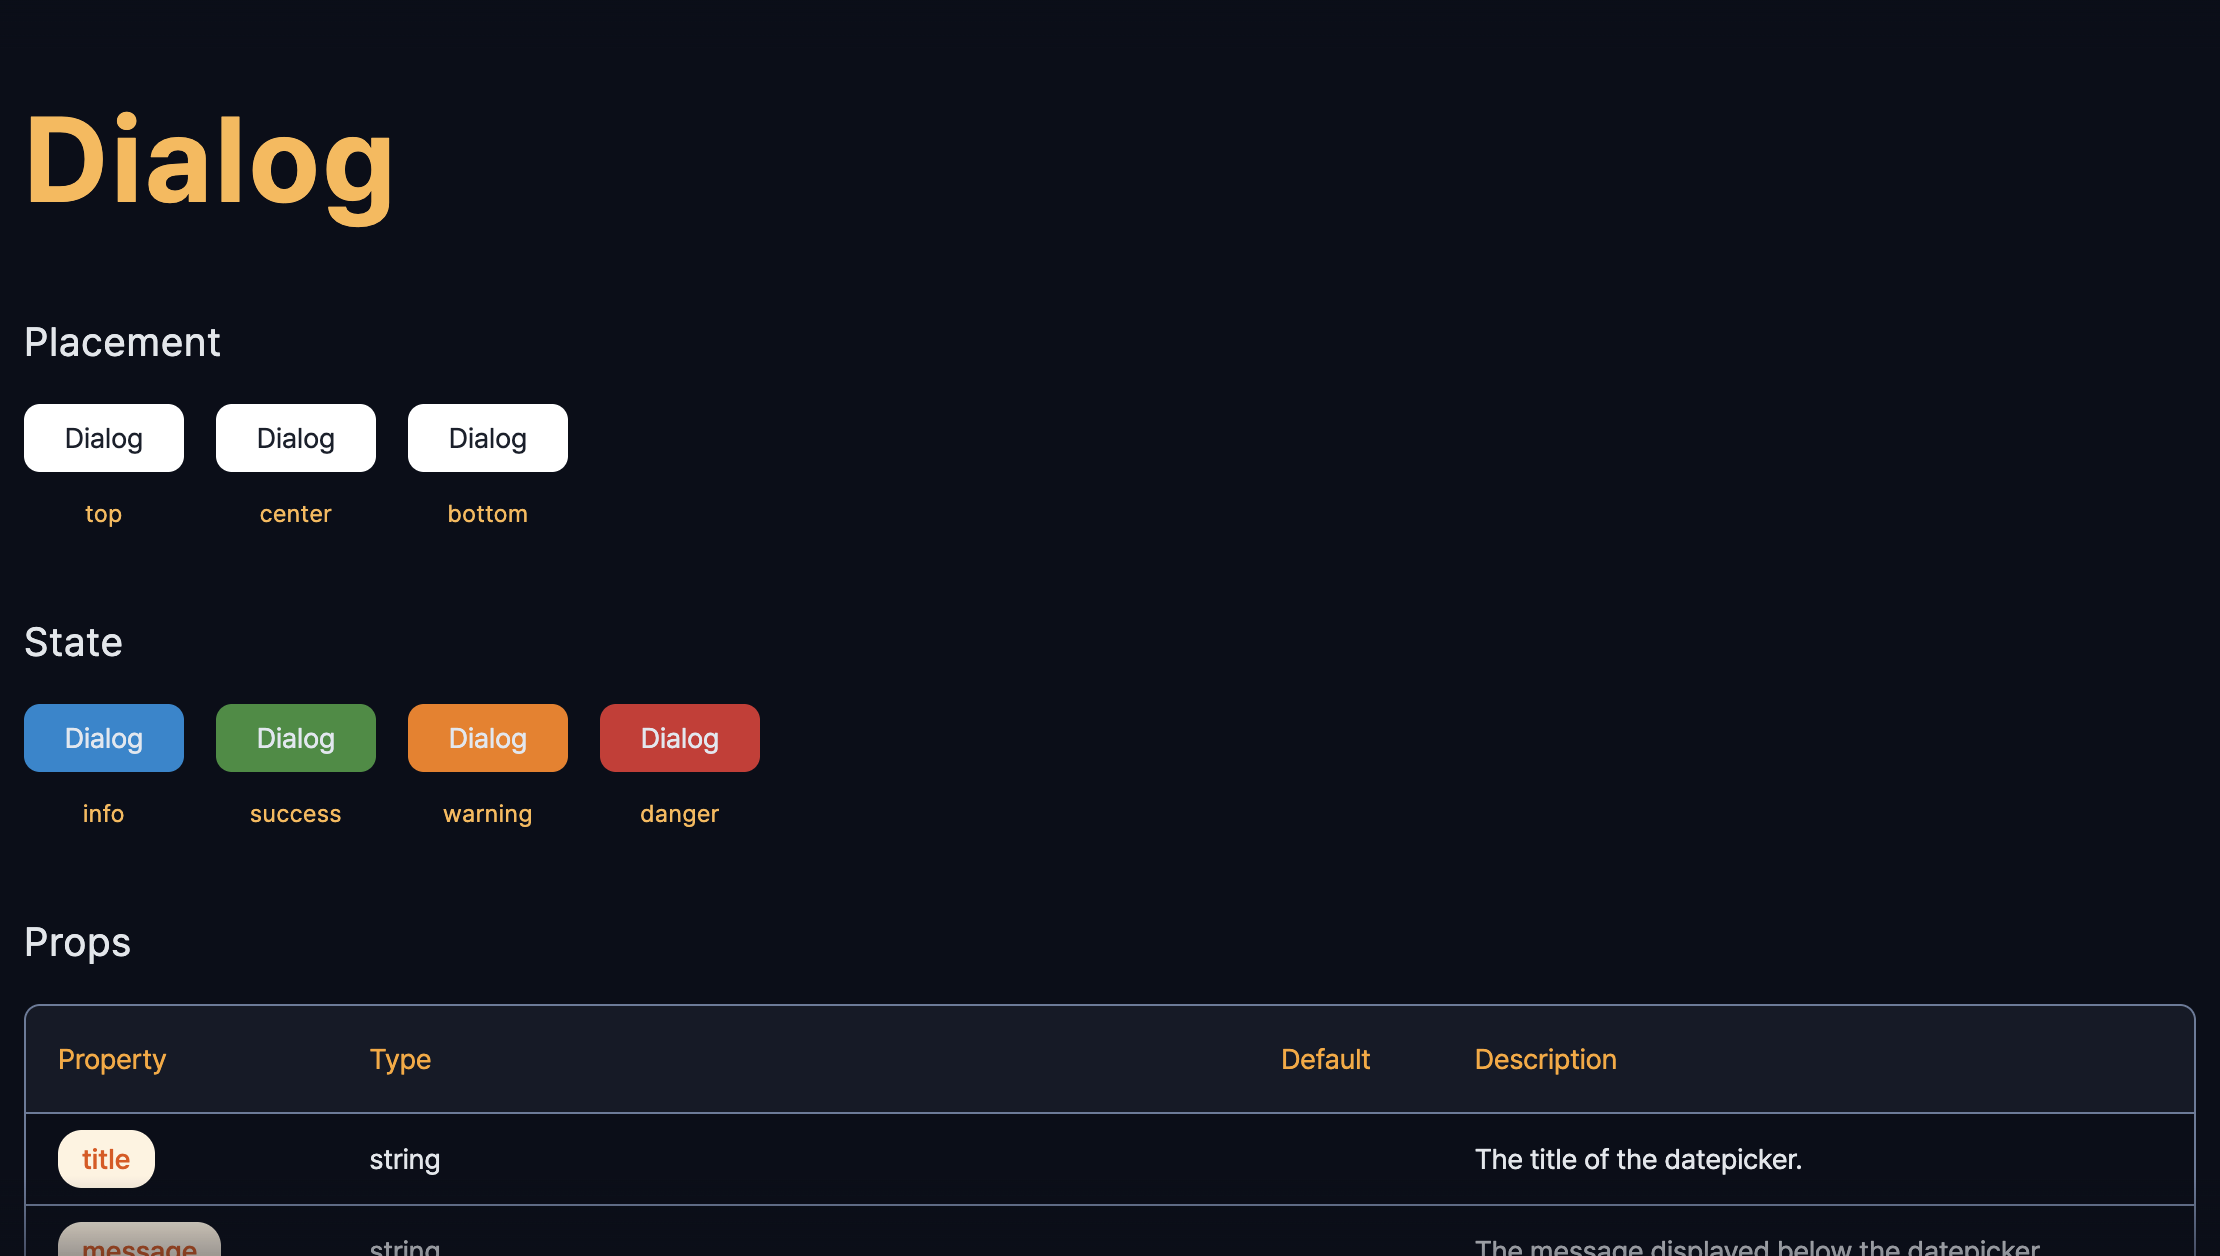 Dialog
Placement
Dialog Dialog Dialog
top center bottom
State
Dialog Dialog Dialog Dialog
info success warning danger
Props
Property Type Default Description
title string The title of the datepicker.
message string The message displayed below the datepicker